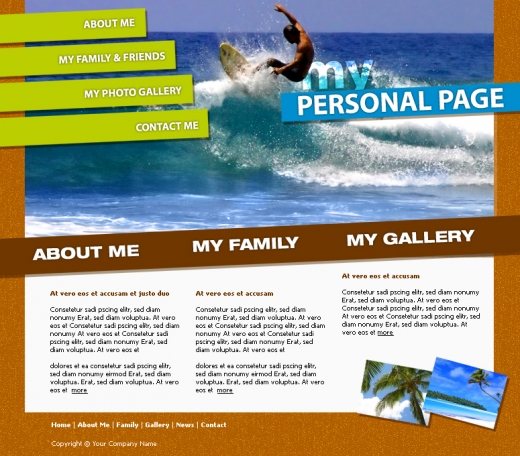 ABOUT ME
MY FAMILY & FRIENDS
MY PHOTO GALLERY
CONTACT ME
my
PERSONAL PAGE
ABOUT ME
MY FAMILY
MY GALLERY
At vero eos et accusam et justo duo
Consetetur sadi pscing elitr, sed diam
nonumy Erat, sed diam voluptua. At vero
eos et Consetetur sadi pscing elitr, sed diam
nonumy At vero eos et Consetetur sadi
pscing elitr, sed diam nonumy Erat, sed diam
voluptua. At vero eos et
dolores et ea consetetur sadi pscing elitr,
sed diam nonumy eirmod Erat, sed diam
voluptua. Erat, sed diam voluptua. At vero
eos et more
At vero eos et accusam
Consetetur sadi pscing elitr, sed diam
nonumy Erat, sed diam voluptua. At vero
eos et Consetetur sadi pscing elitr, sed diam
nonumy At vero eos et Consetetur sadi
pscing elitr, sed diam nonumy Erat, sed diam
voluptua. At vero eos et
dolores et ea consetetur sadi pscing elitr,
sed diam nonumy eirmod Erat, sed diam
voluptua. Erat, sed diam voluptua. At vero
eos et more
At vero eos et accusam
Consetetur sadi pscing elitr, sed diam nonumy
Erat, sed diam voluptua. At vero eos et
Consetetur sadi pscing elitr, sed diam nonumy
Erat, sed diam voluptua. At vero
eos et more
Home | About Me | Family | Gallery | News | Contact
Copyright © Your Company Name